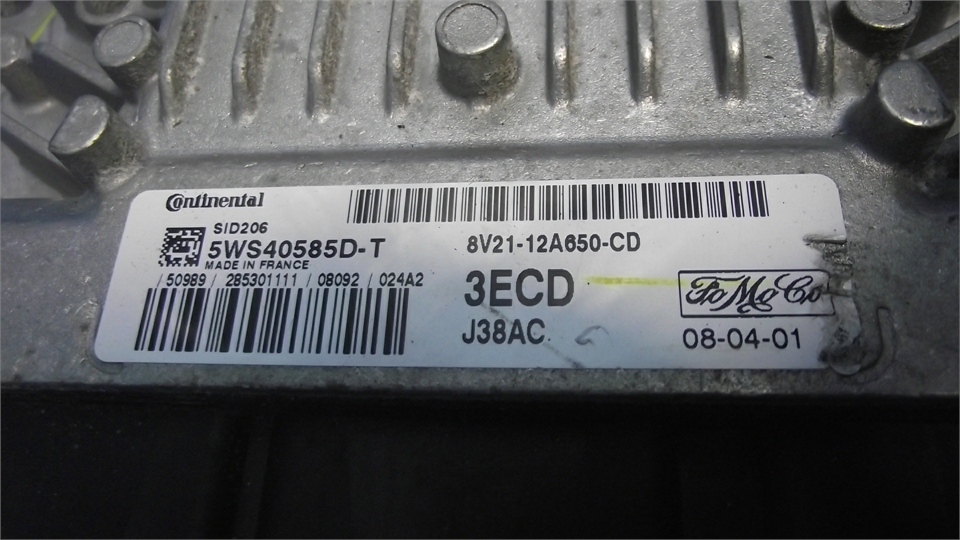 Continental
SID206
5WS40585D-T
MADE IN FRANCE
/ 50989 / 285301111 / 08092 / 024A2
8V21-12A650-CD
3ECD
J38AC
FoMoCo
08-04-01